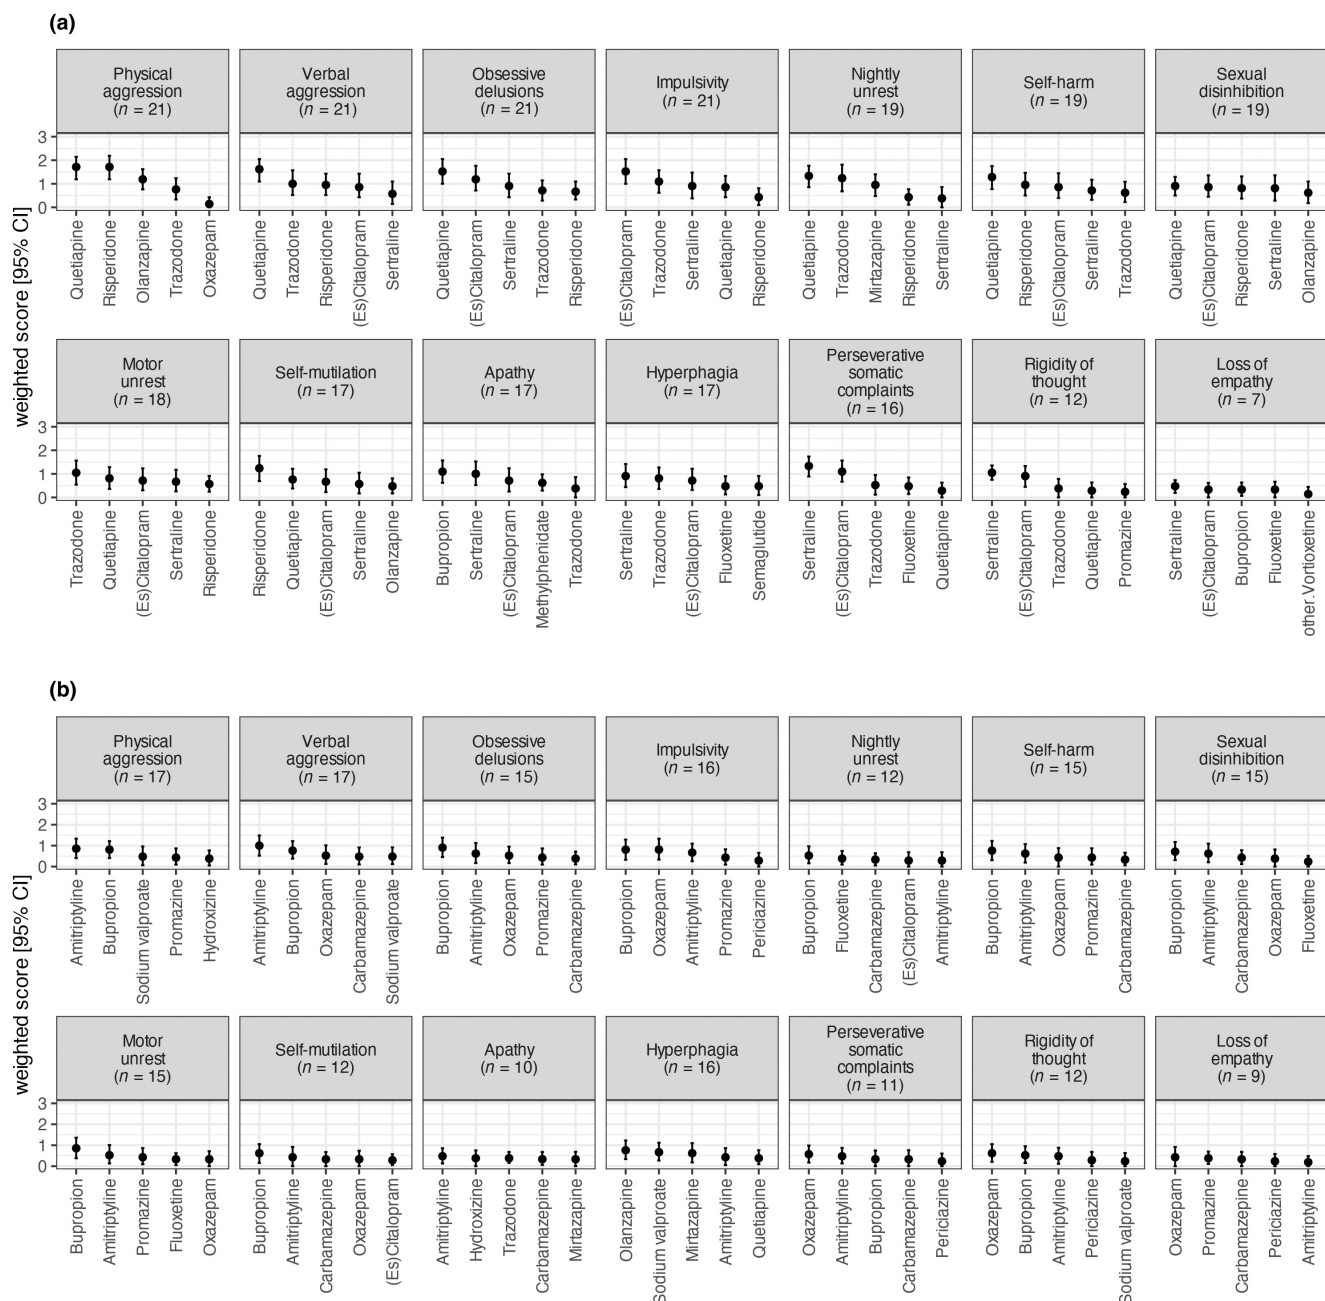 (a)
weighted score [95% CI]
Physical
aggression
(n = 21)
Verbal
aggression
(n = 21)
Obsessive
delusions
(n = 21)
Impulsivity
(n = 21)
Nightly
unrest
(n = 19)
Self-harm
(n = 19)
Sexual
disinhibition
(n = 19)
3
2
1
0
Quetiapine
Risperidone
Olanzapine
Trazodone
Oxazepam
Quetiapine
Trazodone
Risperidone
(Es)Citalopram
Sertraline
Quetiapine
(Es)Citalopram
Sertraline
Trazodone
Risperidone
(Es)Citalopram
Trazodone
Sertraline
Quetiapine
Risperidone
Quetiapine
Trazodone
Mirtazapine
Risperidone
Sertraline
Quetiapine
Risperidone
(Es)Citalopram
Sertraline
Trazodone
Quetiapine
(Es)Citalopram
Risperidone
Sertraline
Olanzapine
Motor
unrest
(n = 18)
Self-mutilation
(n = 17)
Apathy
(n = 17)
Hyperphagia
(n = 17)
Perseverative
somatic
complaints
(n = 16)
Rigidity of
thought
(n = 12)
Loss of
empathy
(n = 7)
3
2
1
0
Trazodone
Quetiapine
(Es)Citalopram
Sertraline
Risperidone
Risperidone
Quetiapine
(Es)Citalopram
Sertraline
Olanzapine
Bupropion
Sertraline
(Es)Citalopram
Methylphenidate
Trazodone
Sertraline
Trazodone
(Es)Citalopram
Fluoxetine
Semaglutide
Sertraline
(Es)Citalopram
Trazodone
Fluoxetine
Quetiapine
Sertraline
(Es)Citalopram
Trazodone
Quetiapine
Promazine
Sertraline
(Es)Citalopram
Bupropion
Fluoxetine
other.Vortioxetine
(b)
weighted score [95% CI]
Physical
aggression
(n = 17)
Verbal
aggression
(n = 17)
Obsessive
delusions
(n = 15)
Impulsivity
(n = 16)
Nightly
unrest
(n = 12)
Self-harm
(n = 15)
Sexual
disinhibition
(n = 15)
3
2
1
0
Amitriptyline
Bupropion
Sodium valproate
Promazine
Hydroxizine
Amitriptyline
Bupropion
Oxazepam
Carbamazepine
Sodium valproate
Bupropion
Amitriptyline
Oxazepam
Promazine
Carbamazepine
Bupropion
Oxazepam
Amitriptyline
Promazine
Periciazine
Bupropion
Fluoxetine
Carbamazepine
(Es)Citalopram
Amitriptyline
Bupropion
Amitriptyline
Oxazepam
Promazine
Carbamazepine
Bupropion
Amitriptyline
Carbamazepine
Oxazepam
Fluoxetine
Motor
unrest
(n = 15)
Self-mutilation
(n = 12)
Apathy
(n = 10)
Hyperphagia
(n = 16)
Perseverative
somatic
complaints
(n = 11)
Rigidity of
thought
(n = 12)
Loss of
empathy
(n = 9)
3
2
1
0
Bupropion
Amitriptyline
Promazine
Fluoxetine
Oxazepam
Bupropion
Amitriptyline
Carbamazepine
Oxazepam
(Es)Citalopram
Amitriptyline
Hydroxizine
Trazodone
Carbamazepine
Mirtazapine
Olanzapine
Sodium valproate
Mirtazapine
Amitriptyline
Quetiapine
Oxazepam
Amitriptyline
Bupropion
Carbamazepine
Periciazine
Oxazepam
Bupropion
Amitriptyline
Periciazine
Sodium valproate
Oxazepam
Promazine
Carbamazepine
Periciazine
Amitriptyline